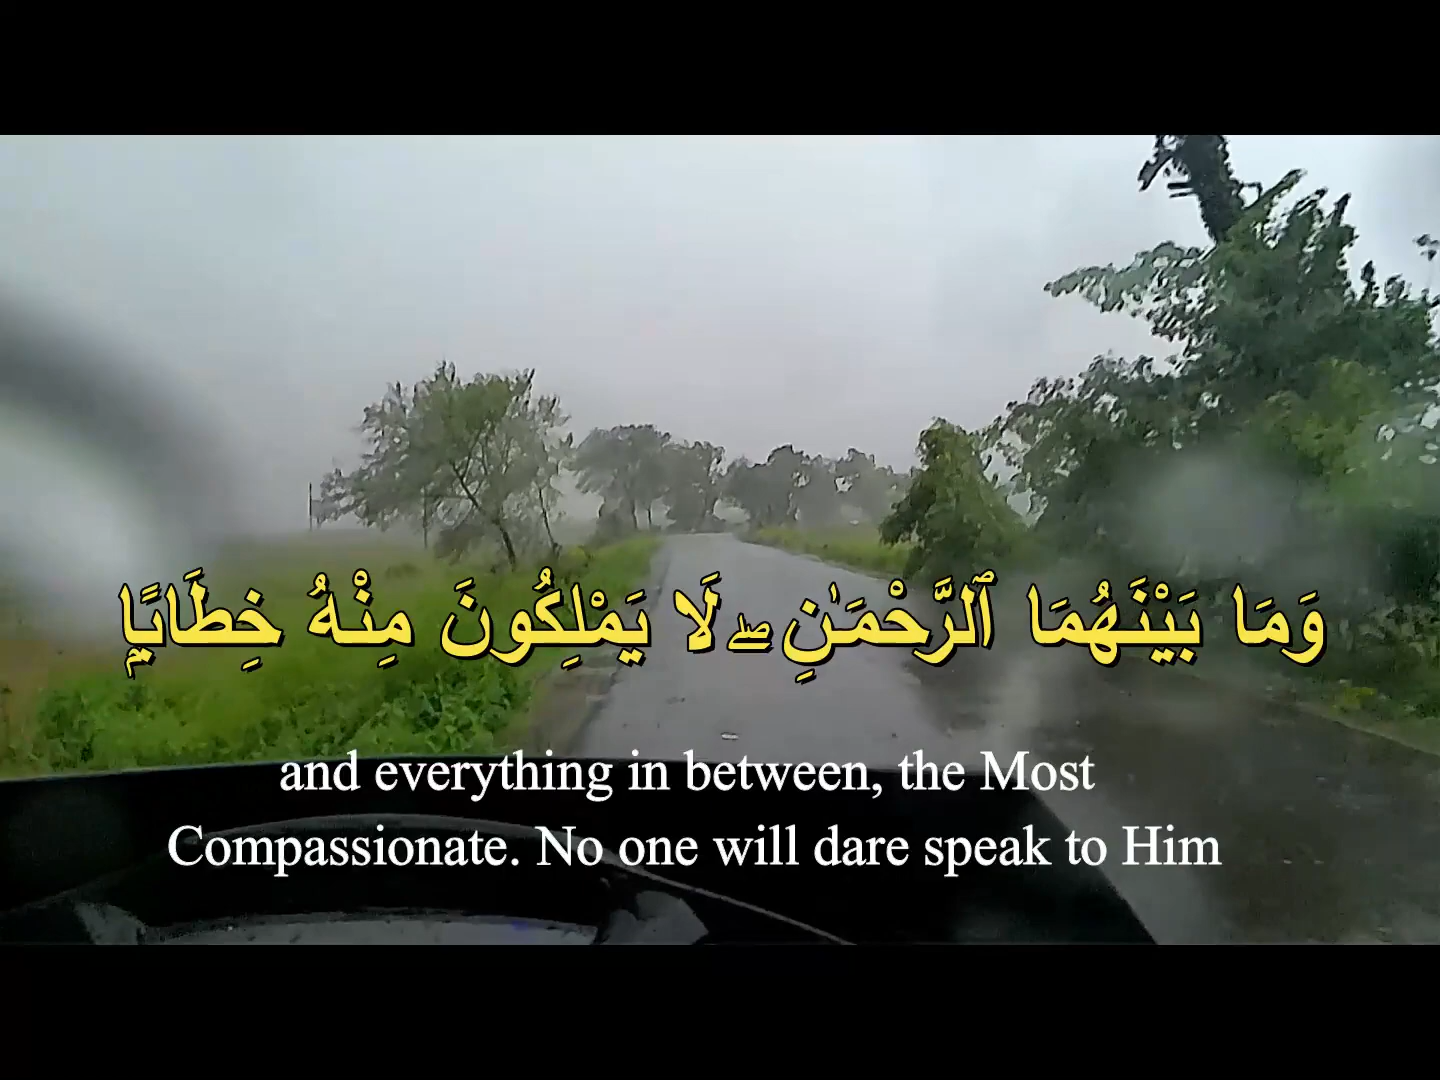 وَمَا بَيْنَهُمَا ٱلرَّحْمَـٰنِ ۖ لَا يَمْلِكُونَ مِنْهُ خِطَابًۭا
and everything in between, the Most
Compassionate. No one will dare speak to Him